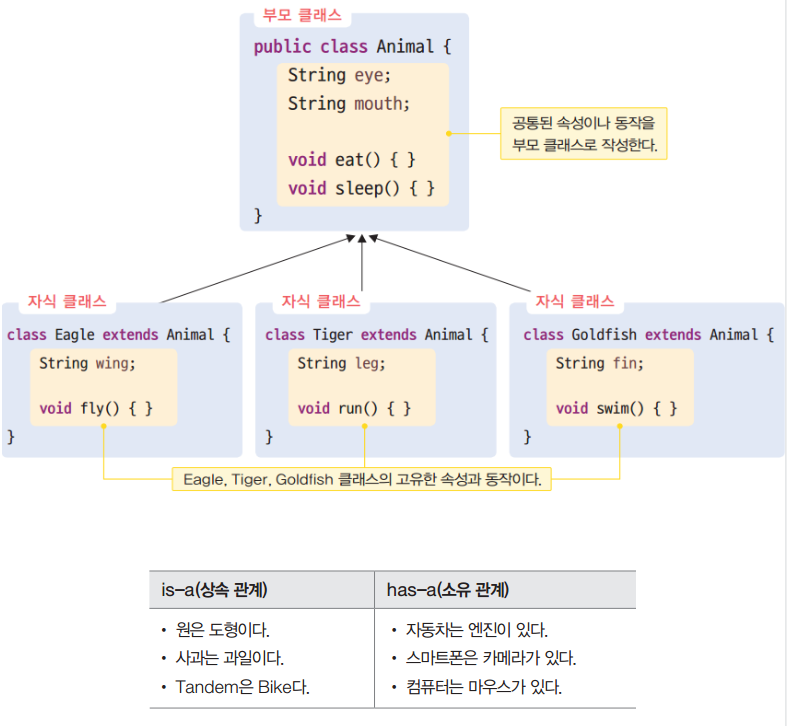 부모 클래스
public class Animal {
String eye;
String mouth;
void eat() { }
void sleep() { }
}
공통된 속성이나 동작을
부모 클래스로 작성한다.
자식 클래스
class Eagle extends Animal {
String wing;
void fly() { }
}
자식 클래스
class Tiger extends Animal {
String leg;
void run() { }
}
자식 클래스
class Goldfish extends Animal {
String fin;
void swim() { }
}
Eagle, Tiger, Goldfish 클래스의 고유한 속성과 동작이다.
is-a(상속 관계)
• 원은 도형이다.
• 사과는 과일이다.
• Tandem은 Bike다.
has-a(소유 관계)
• 자동차는 엔진이 있다.
• 스마트폰은 카메라가 있다.
• 컴퓨터는 마우스가 있다.